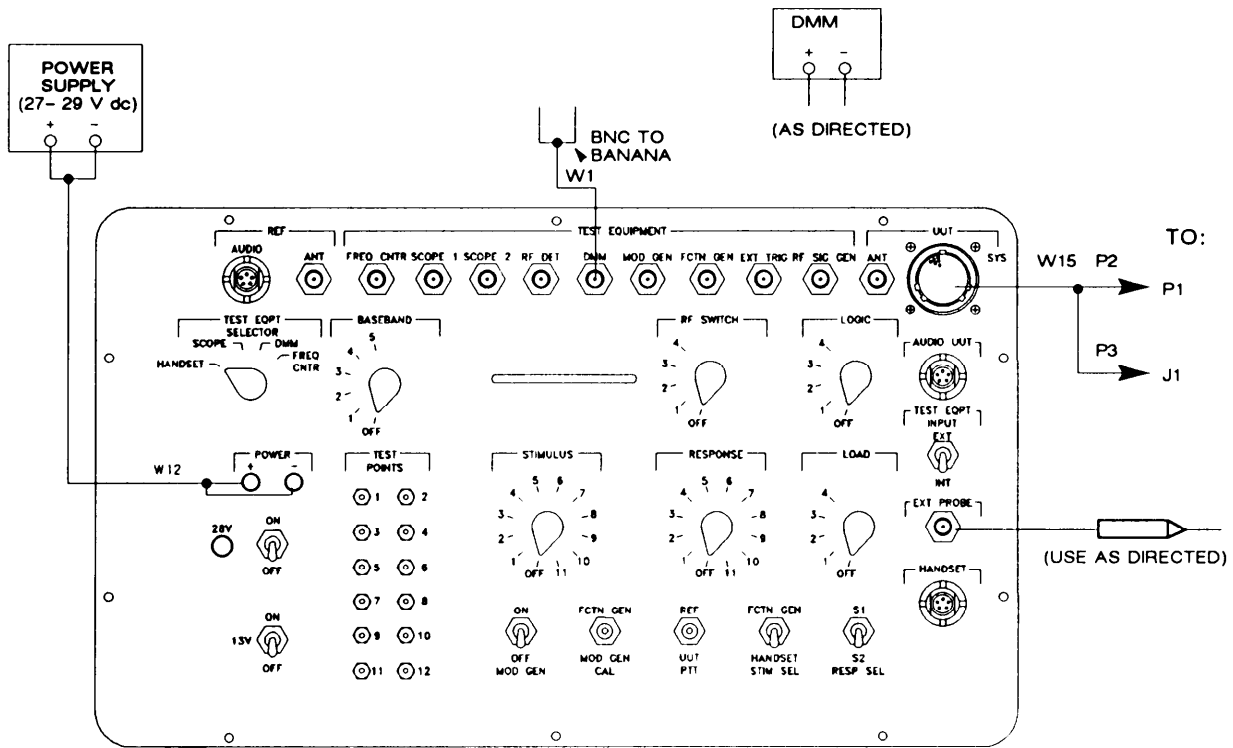 DMM
+ -
(AS DIRECTED)
POWER
SUPPLY
(27- 29 V dc)
+ -
BNC TO
BANANA
W1
REF
TEST EQUIPMENT
UUT
AUDIO
ANT
FREQ CNTR
SCOPE 1
SCOPE 2
RF DET
DMM
MOD GEN
FCTN GEN
EXT TRIG
RF SIG GEN
ANT
SYS
TO:
W15 P2
P1
P3
J1
TEST EQPT
SELECTOR
SCOPE
DMM
HANDSET
FREQ
CNTR
BASEBAND
5
4
3
2
1
OFF
RF SWITCH
4
3
2
1
OFF
LOGIC
4
3
2
1
OFF
AUDIO UUT
TEST EQPT
INPUT
EXT
INT
W12
POWER
+ -
28V
ON
OFF
13V
ON
OFF
TEST
POINTS
1 2
3 4
5 6
7 8
9 10
11 12
STIMULUS
5 6
4 7
3 8
2 9
1 10
OFF 11
RESPONSE
5 6
4 7
3 8
2 9
1 10
OFF 11
LOAD
4
3
2
1
OFF
EXT PROBE
(USE AS DIRECTED)
HANDSET
ON
OFF
MOD GEN
FCTN GEN
MOD GEN
CAL
REF
UUT
PTT
FCTN GEN
HANDSET
STIM SEL
S1
S2
RESP SEL